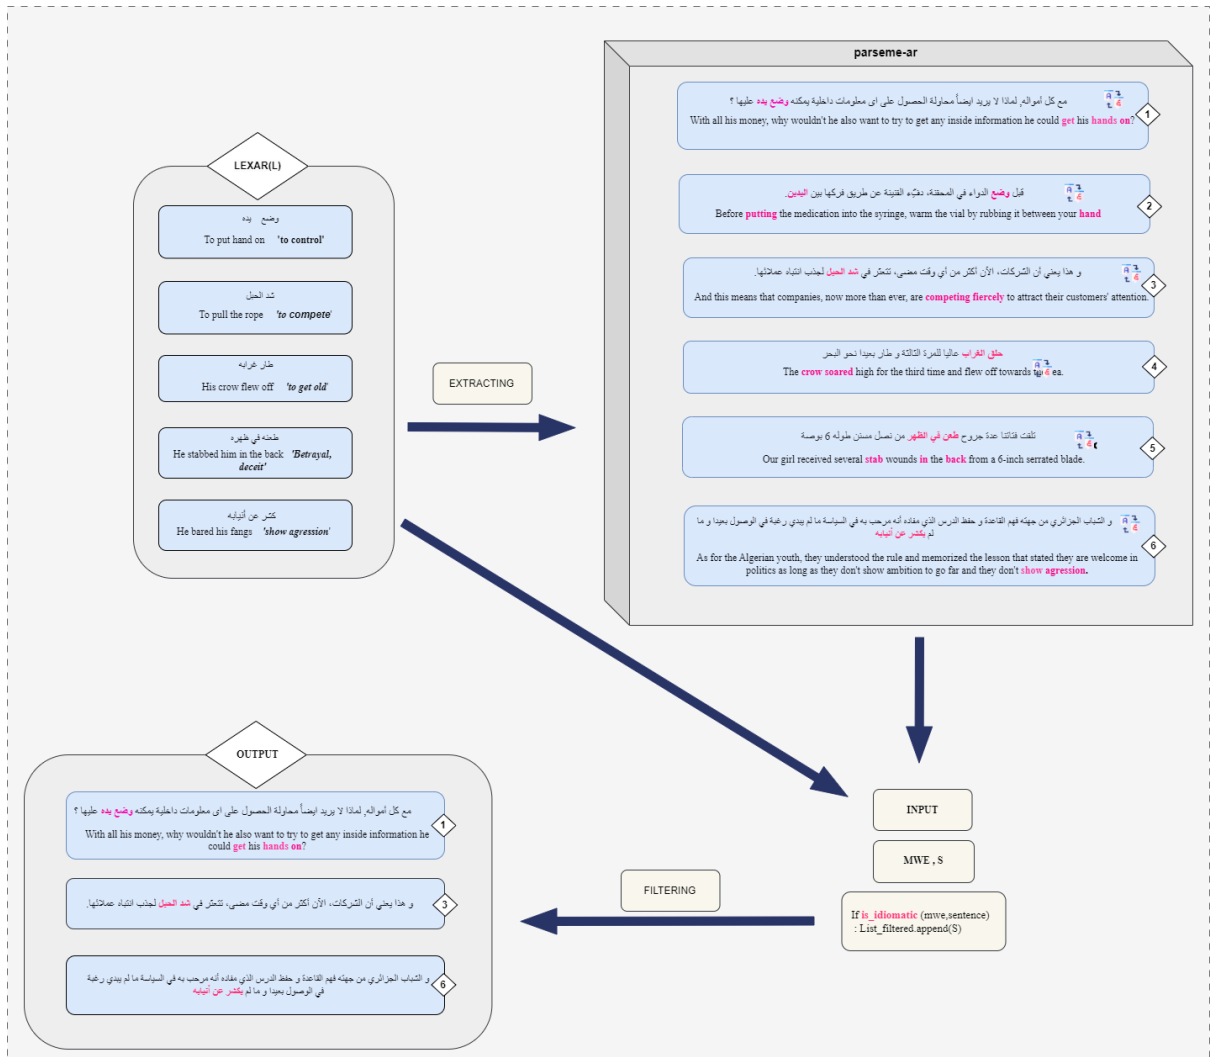 parseme-ar
مع كل أمواله, لماذا لا يريد ايضاً محاولة الحصول على اى معلومات داخلية يمكنه وضع يده عليها ؟
With all his money, why wouldn't he also want to try to get any inside information he could get his hands on?
1
قبل وضع الدواء في المحقنة، دفّء القنينة عن طريق فركها بين اليدين.
Before putting the medication into the syringe, warm the vial by rubbing it between your hand
2
و هذا يعني أن الشركات، الأن أكثر من أي وقت مضى، تتعثر في شد الحبل لجذب انتباه عملائها.
And this means that companies, now more than ever, are competing fiercely to attract their customers' attention.
3
حلق الغراب عاليا للمرة الثالثة و طار بعيدا نحو البحر
The crow soared high for the third time and flew off towards ea.
4
تلقت فتاتنا عدة جروح طعن في الظهر من نصل مسنن طوله 6 بوصة
Our girl received several stab wounds in the back from a 6-inch serrated blade.
5
و الشباب الجزائري من جهته فهم القاعدة و حفظ الدرس الذي مفاده أنه مرحب به في السياسة ما لم يبدي رغبة في الوصول بعيدا و ما
لم يكشر عن أنيابه
As for the Algerian youth, they understood the rule and memorized the lesson that stated they are welcome in
politics as long as they don't show ambition to go far and they don't show agression.
6
LEXAR(L)
وضع يده
To put hand on 'to control'
شد الحبل
To pull the rope 'to compete'
طار غرابه
His crow flew off 'to get old'
طعنه في ظهره
He stabbed him in the back 'Betrayal,
deceit'
كشر عن أنيابه
He bared his fangs 'show agression'
EXTRACTING
INPUT
MWE , S
If is_idiomatic (mwe,sentence)
: List_filtered.append(S)
FILTERING
OUTPUT
مع كل أمواله, لماذا لا يريد ايضاً محاولة الحصول على اى معلومات داخلية يمكنه وضع يده عليها ؟
With all his money, why wouldn't he also want to try to get any inside information he
could get his hands on?
1
و هذا يعني أن الشركات، الأن أكثر من أي وقت مضى، تتعثر في شد الحبل لجذب انتباه عملائها.
3
و الشباب الجزائري من جهته فهم القاعدة و حفظ الدرس الذي مفاده أنه مرحب به في السياسة ما لم يبدي رغبة
في الوصول بعيدا و ما لم يكشر عن أنيابه
6